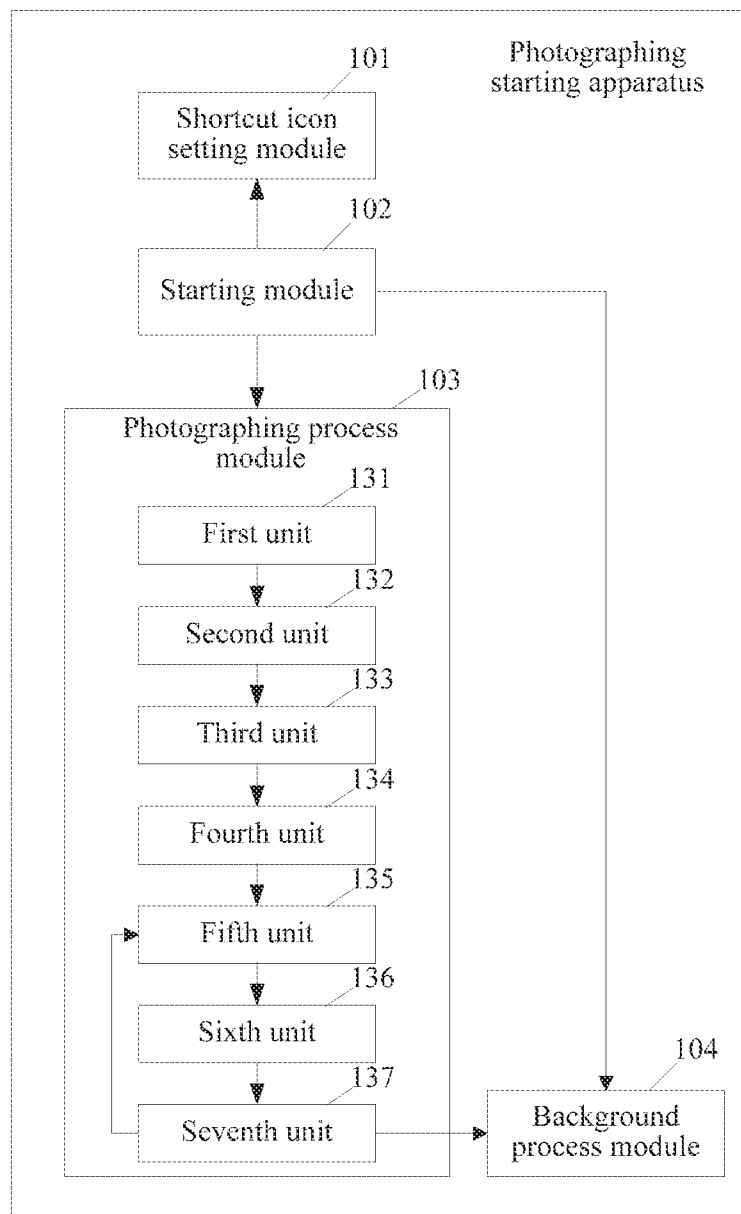 Photographing
starting apparatus
101
Shortcut icon
setting module
102
Starting module
103
Photographing process
module
131
First unit
132
Second unit
133
Third unit
134
Fourth unit
135
Fifth unit
136
Sixth unit
137
Seventh unit
104
Background
process module